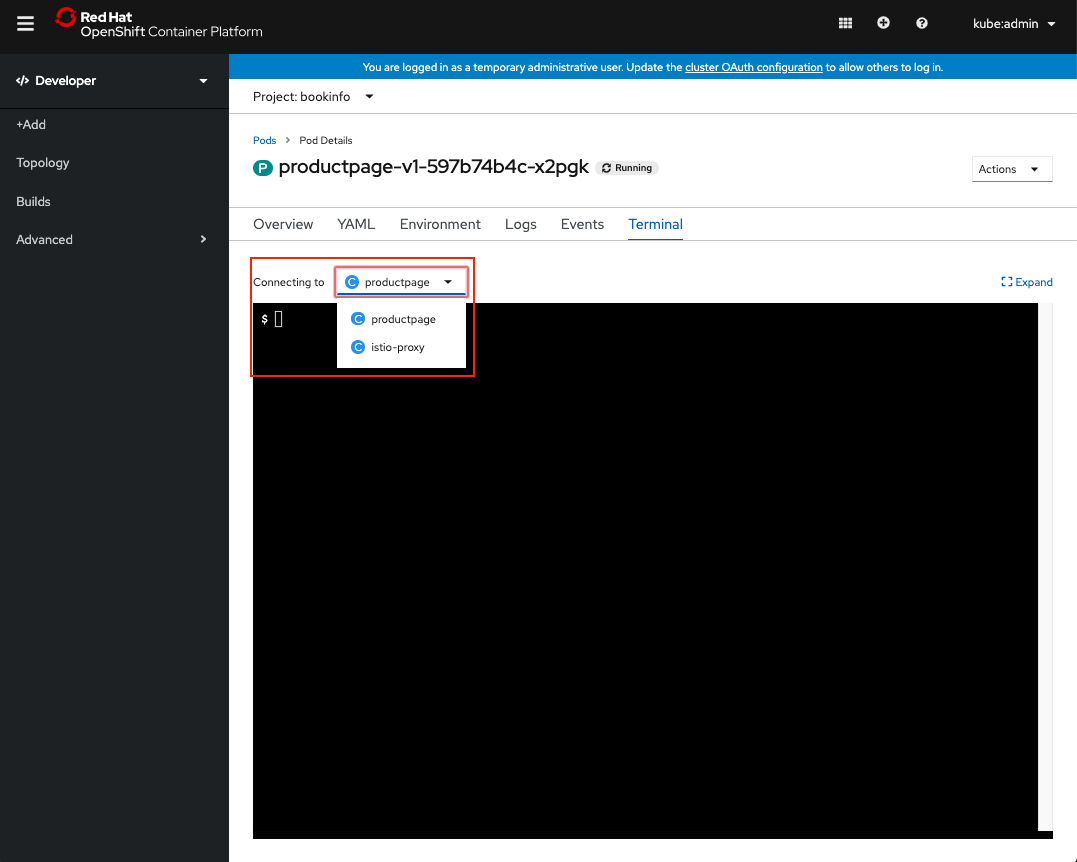 Red Hat
OpenShift Container Platform
kube:admin
Developer
You are logged in as a temporary administrative user. Update the cluster OAuth configuration to allow others to log in.
+Add
Topology
Builds
Advanced
Project: bookinfo
Pods > Pod Details
P productpage-v1-597b74b4c-x2pgk Running
Actions
Overview YAML Environment Logs Events Terminal
Connecting to C productpage
Expand
$
C productpage
C istio-proxy